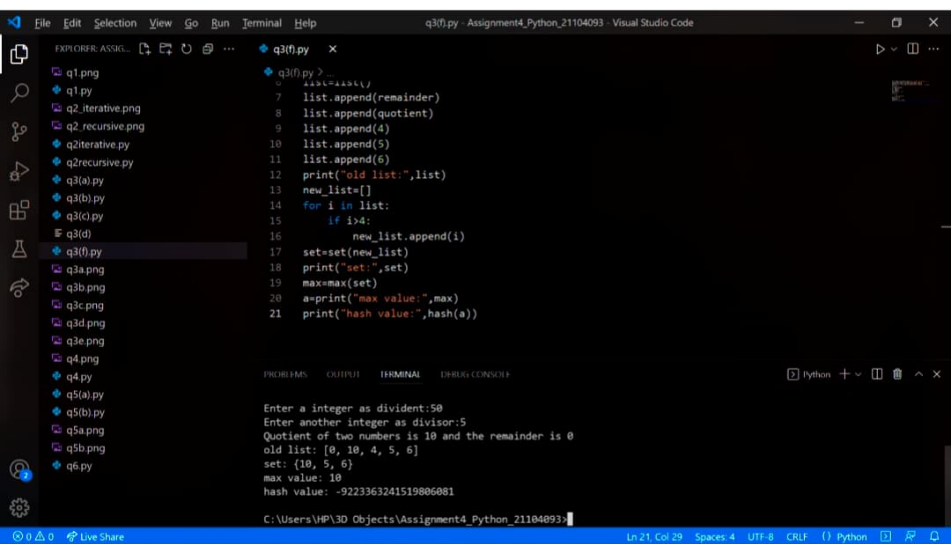 File Edit Selection View Go Run Terminal Help q3(f).py - Assignment4_Python_21104093 - Visual Studio Code
EXPLORER: ASSIG...
q1.png
q1.py
q2_iterative.png
q2_recursive.png
q2iterative.py
q2recursive.py
q3(a).py
q3(b).py
q3(c).py
q3(d)
q3(f).py
q3a.png
q3b.png
q3c.png
q3d.png
q3e.png
q4.png
q4.py
q5(a).py
q5(b).py
q5a.png
q5b.png
q6.py
2
q3(f).py
q3(f).py > ...
6 list=list()
7 list.append(remainder)
8 list.append(quotient)
9 list.append(4)
10 list.append(5)
11 list.append(6)
12 print("old list:",list)
13 new_list=[]
14 for i in list:
15 if i>4:
16 new_list.append(i)
17 set=set(new_list)
18 print("set:",set)
19 max=max(set)
20 a=print("max value:",max)
21 print("hash value:",hash(a))
PROBLEMS OUTPUT TERMINAL DEBUG CONSOLE Python
Enter a integer as divident:50
Enter another integer as divisor:5
Quotient of two numbers is 10 and the remainder is 0
old list: [0, 10, 4, 5, 6]
set: {10, 5, 6}
max value: 10
hash value: -9223363241519806081
C:\Users\HP\3D Objects\Assignment4_Python_21104093>
0 0 Live Share Ln 21, Col 29 Spaces: 4 UTF-8 CRLF () Python